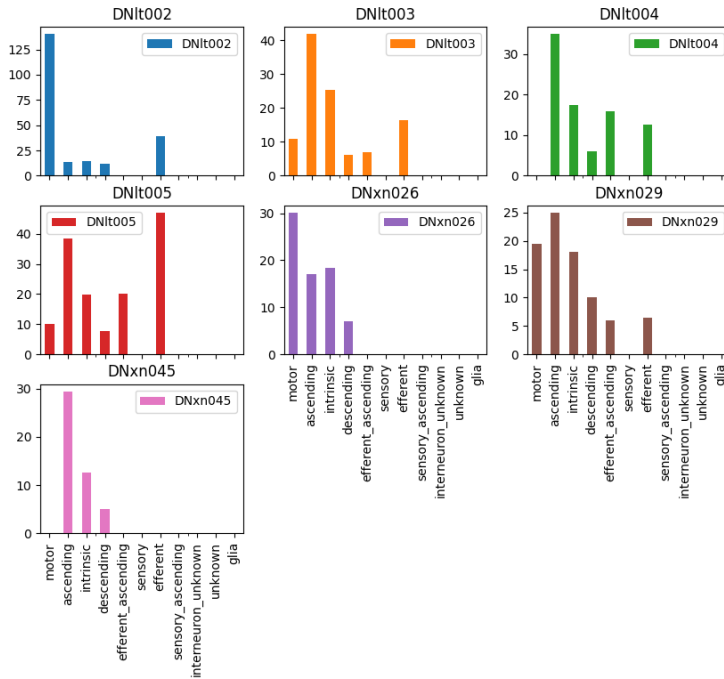 DNlt002
DNlt003
DNlt004
125
100
75
50
25
0
DNlt002
40
30
20
10
0
DNlt003
30
20
10
0
DNlt004
DNlt005
DNxn026
DNxn029
40
30
20
10
0
DNlt005
30
20
10
0
DNxn026
25
20
15
10
5
0
DNxn029
motor
ascending
intrinsic
descending
efferent_ascending
sensory
efferent
sensory_ascending
interneuron_unknown
unknown
glia
motor
ascending
intrinsic
descending
efferent_ascending
sensory
efferent
sensory_ascending
interneuron_unknown
unknown
glia
DNxn045
30
20
10
0
DNxn045
motor
ascending
intrinsic
descending
efferent_ascending
sensory
efferent
sensory_ascending
interneuron_unknown
unknown
glia